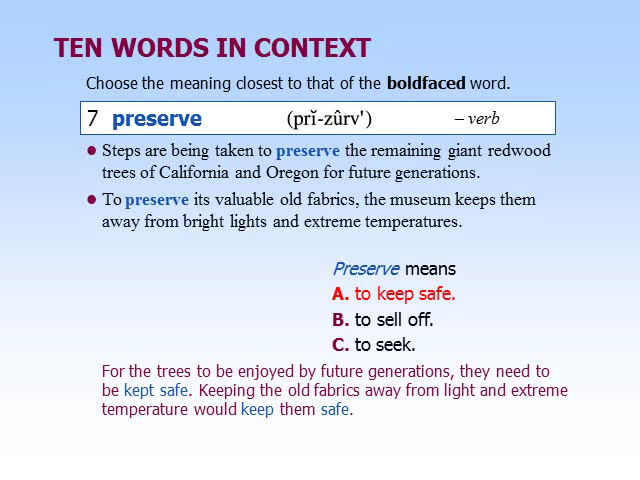 TEN WORDS IN CONTEXT
Choose the meaning closest to that of the boldfaced word.
7 preserve (prĭ-zûrv') – verb
● Steps are being taken to preserve the remaining giant redwood
trees of California and Oregon for future generations.
● To preserve its valuable old fabrics, the museum keeps them
away from bright lights and extreme temperatures.
Preserve means
A. to keep safe.
B. to sell off.
C. to seek.
For the trees to be enjoyed by future generations, they need to
be kept safe. Keeping the old fabrics away from light and extreme
temperature would keep them safe.